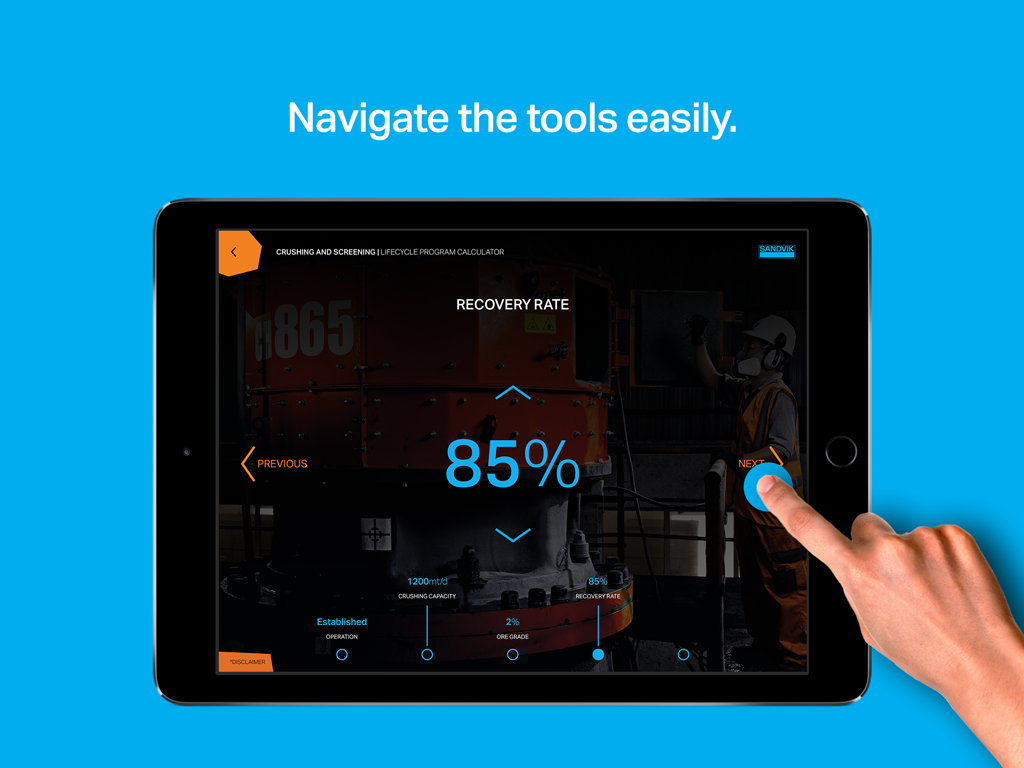 Navigate the tools easily.
CRUSHING AND SCREENING | LIFECYCLE PROGRAM CALCULATOR
SANDVIK
RECOVERY RATE
865
85%
PREVIOUS
NEXT
1200mt/d
CRUSHING CAPACITY
85%
RECOVERY RATE
Established
OPERATION
2%
ORE GRADE
*DISCLAIMER